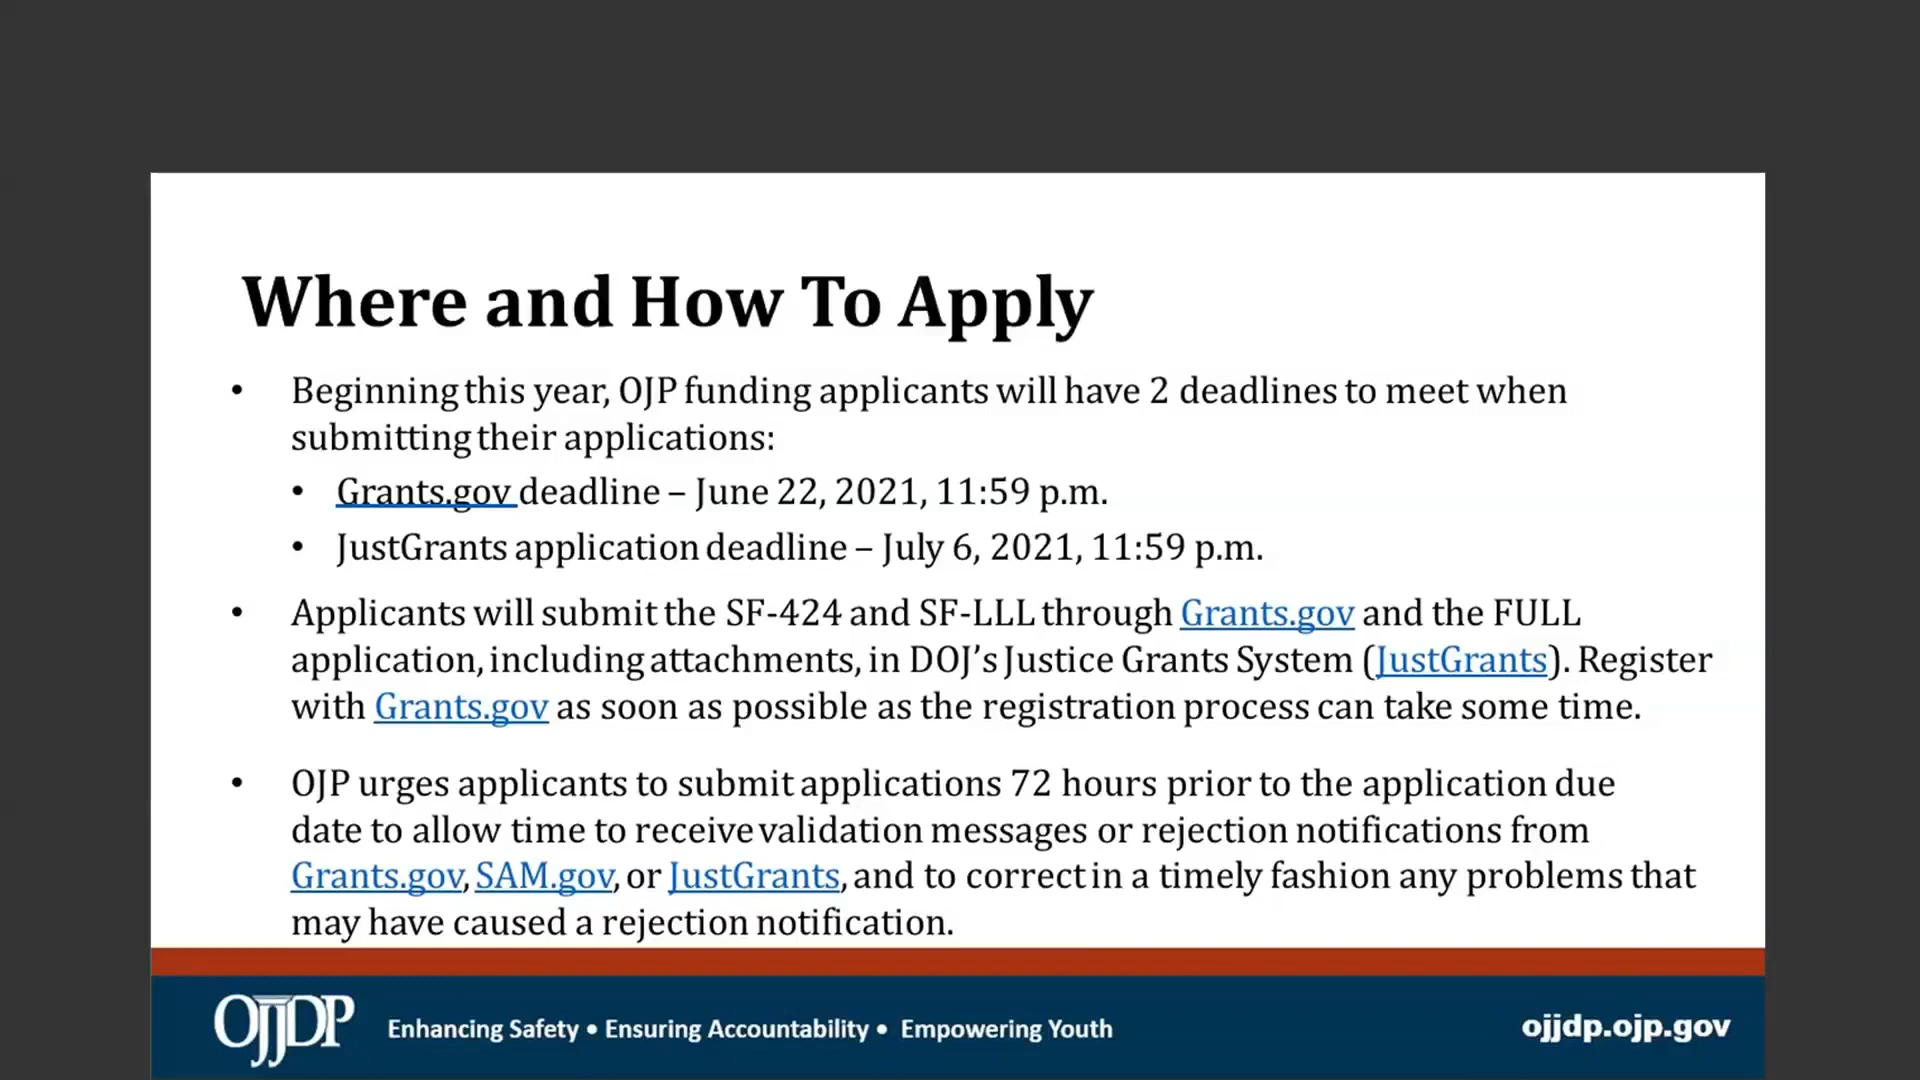 Where and How To Apply
• Beginning this year, OJP funding applicants will have 2 deadlines to meet when
submitting their applications:
• Grants.gov deadline – June 22, 2021, 11:59 p.m.
• JustGrants application deadline – July 6, 2021, 11:59 p.m.
• Applicants will submit the SF-424 and SF-LLL through Grants.gov and the FULL
application, including attachments, in DOJ’s Justice Grants System (JustGrants). Register
with Grants.gov as soon as possible as the registration process can take some time.
• OJP urges applicants to submit applications 72 hours prior to the application due
date to allow time to receive validation messages or rejection notifications from
Grants.gov, SAM.gov, or JustGrants, and to correct in a timely fashion any problems that
may have caused a rejection notification.
OJJDP Enhancing Safety • Ensuring Accountability • Empowering Youth ojjdp.ojp.gov